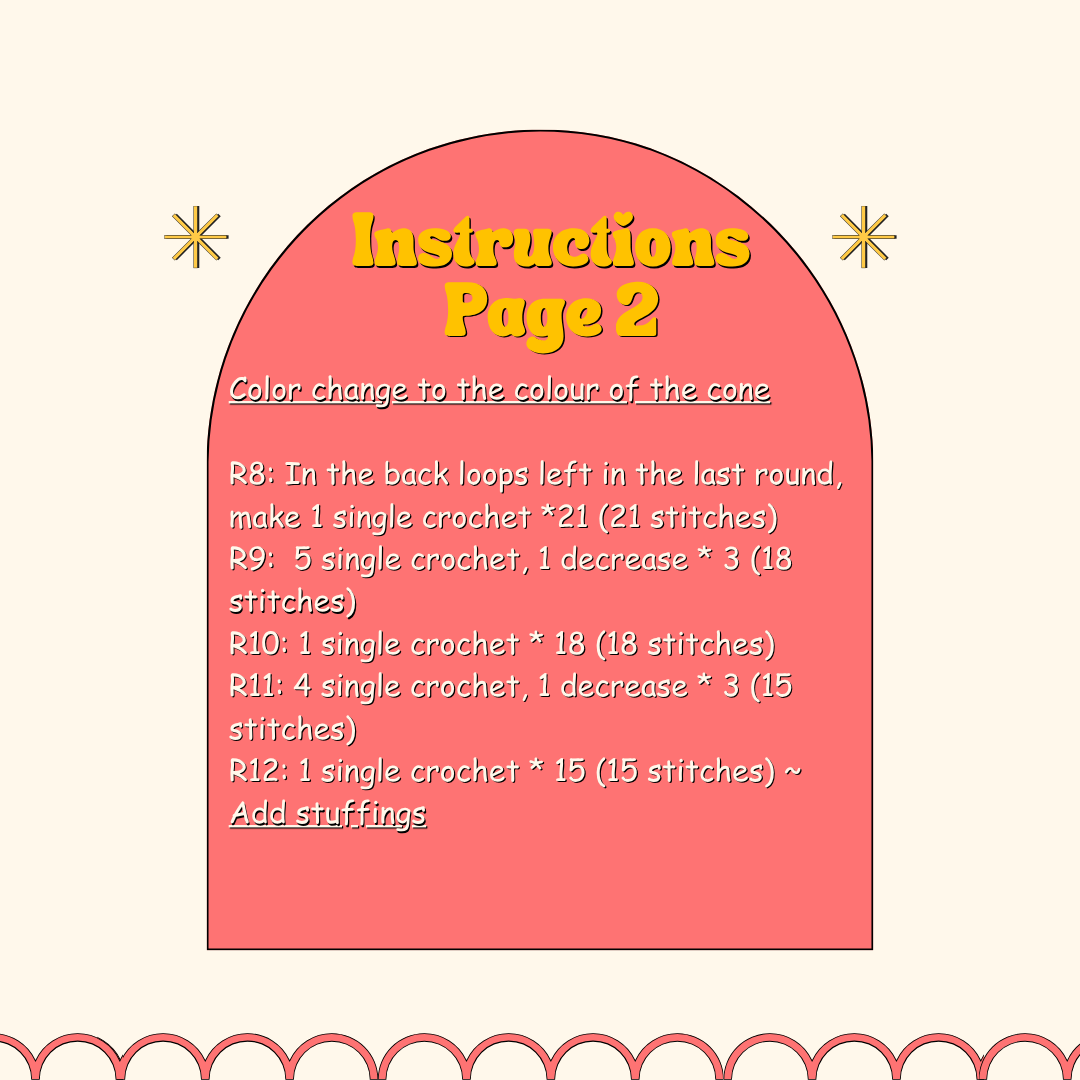 Instructions
Page 2
Color change to the colour of the cone
R8: In the back loops left in the last round,
make 1 single crochet *21 (21 stitches)
R9:  5 single crochet, 1 decrease * 3 (18
stitches)
R10: 1 single crochet * 18 (18 stitches)
R11: 4 single crochet, 1 decrease * 3 (15
stitches)
R12: 1 single crochet * 15 (15 stitches) ~
Add stuffings